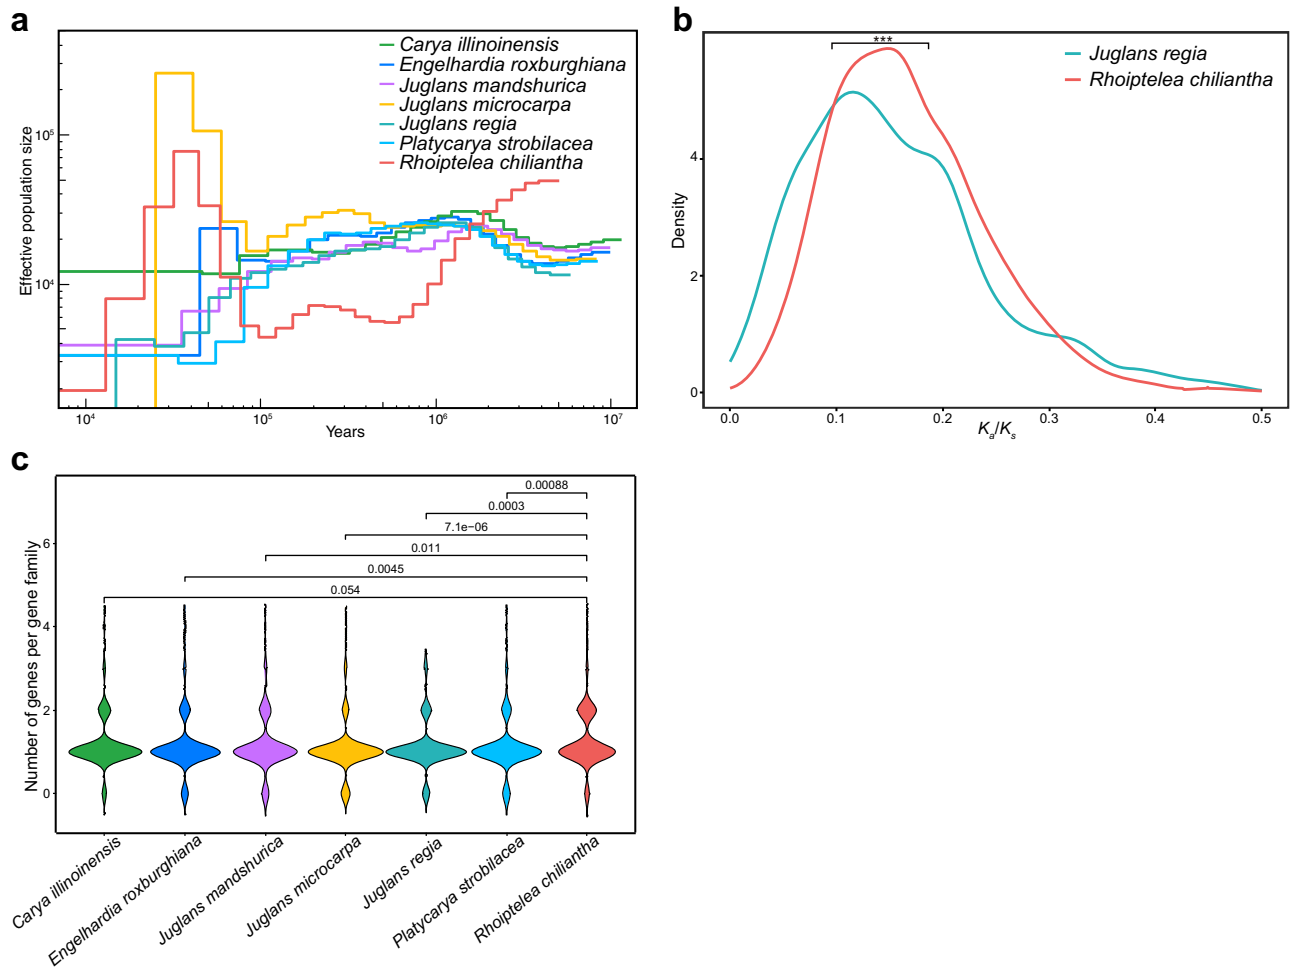 a
Carya illinoinensis
Engelhardia roxburghiana
Juglans mandshurica
Juglans microcarpa
Juglans regia
Platycarya strobilacea
Rhoiptelea chiliantha
Effective population size
10⁵
10⁴
10⁴
10⁵
10⁶
10⁷
Years
b
***
Juglans regia
Rhoiptelea chiliantha
Density
4
2
0
0.0
0.1
0.2
0.3
0.4
0.5
Kₐ/Kₛ
c
0.00088
0.0003
7.1e−06
0.011
0.0045
0.054
Number of genes per gene family
6
4
2
0
Carya illinoinensis
Engelhardia roxburghiana
Juglans mandshurica
Juglans microcarpa
Juglans regia
Platycarya strobilacea
Rhoiptelea chiliantha